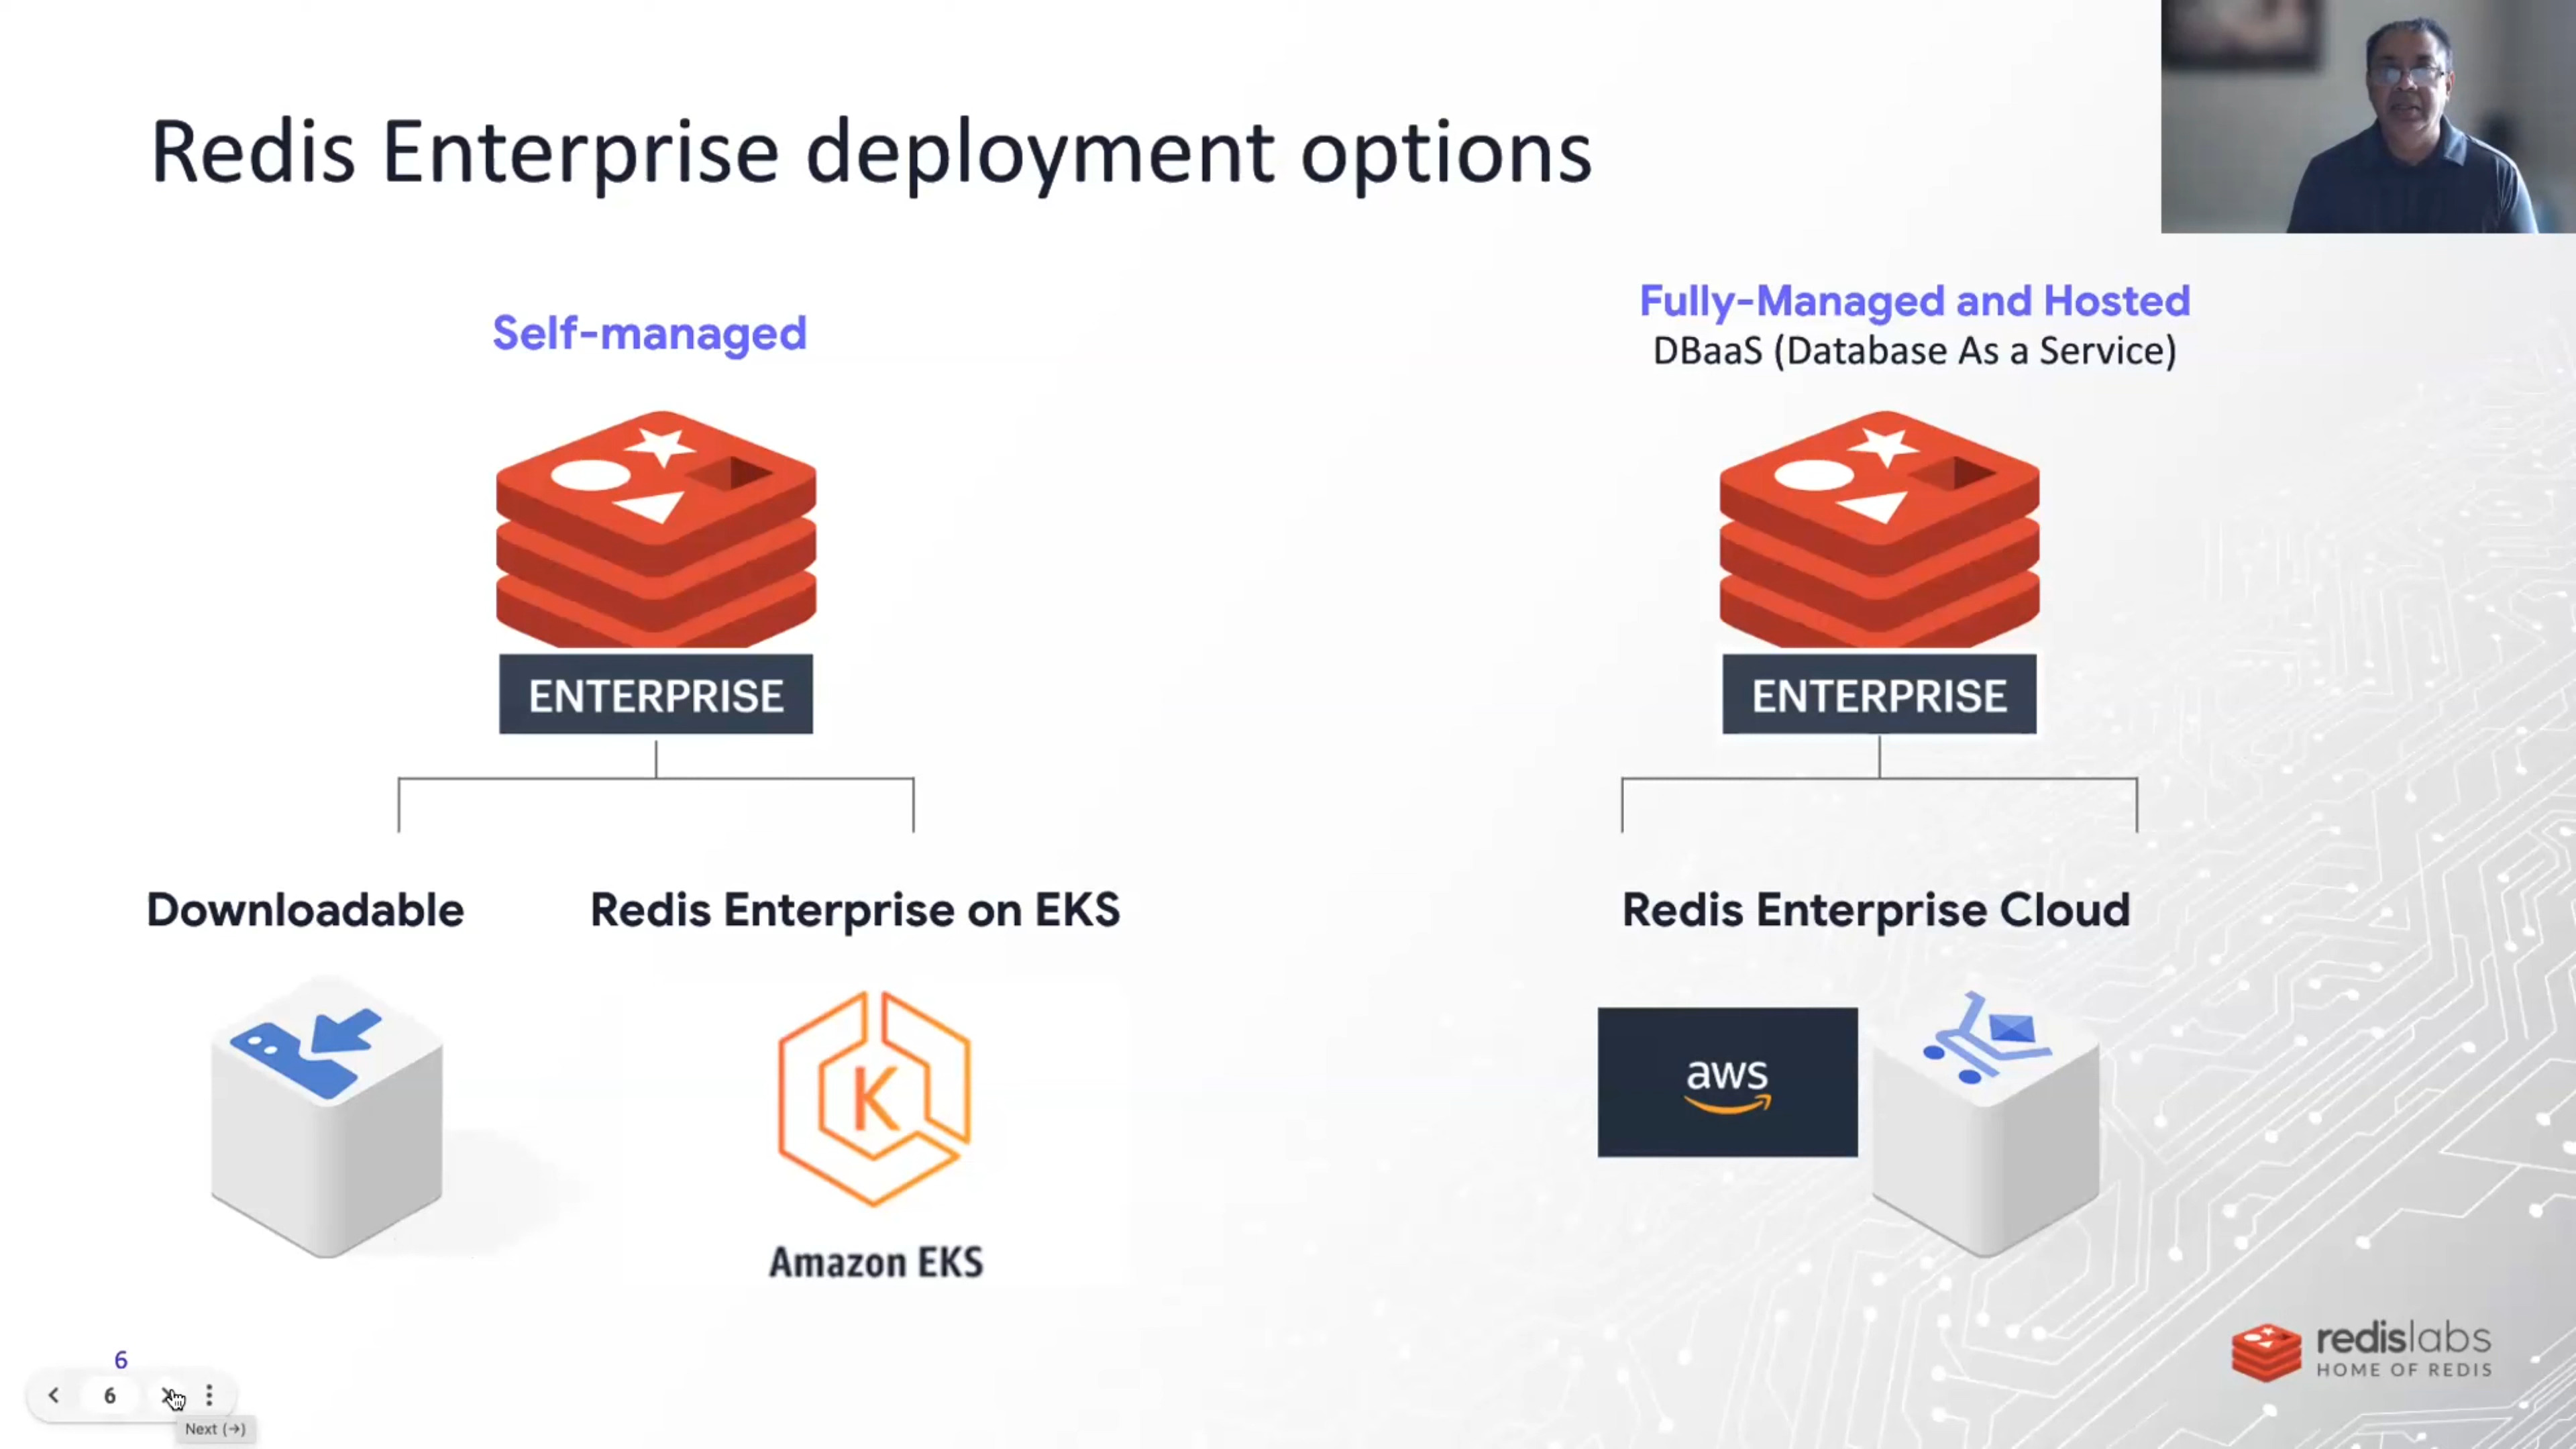 Redis Enterprise deployment options
Self-managed
Fully-Managed and Hosted
DBaaS (Database As a Service)
ENTERPRISE
ENTERPRISE
Downloadable
Redis Enterprise on EKS
Redis Enterprise Cloud
K
aws
Amazon EKS
redislabs
HOME OF REDIS
6
6
Next (→)